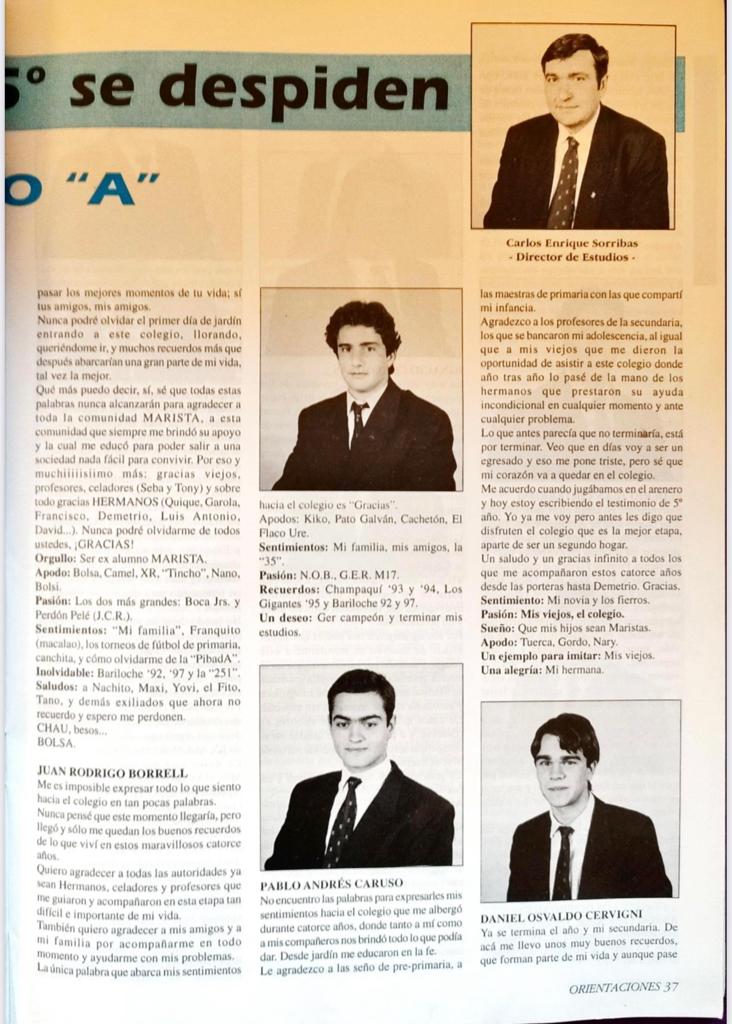 5º se despiden
O "A"
Carlos Enrique Sorribas
- Director de Estudios -
pasar los mejores momentos de tu vida; sí
tus amigos, mis amigos.
Nunca podré olvidar el primer día de jardín
entrando a este colegio, llorando,
queriéndome ir, y muchos recuerdos más que
después abarcarían una gran parte de mi vida,
tal vez la mejor.
Qué más puedo decir, sí, sé que todas estas
palabras nunca alcanzarán para agradecer a
toda la comunidad MARISTA, a esta
comunidad que siempre me brindó su apoyo
y la cual me educó para poder salir a una
sociedad nada fácil para convivir. Por eso y
muchiiiiiisiimo más: gracias viejos,
profesores, celadores (Seba y Tony) y sobre
todo gracias HERMANOS (Quique, Garola,
Francisco, Demetrio, Luis Antonio,
David...). Nunca podré olvidarme de todos
ustedes, ¡GRACIAS!
Orgullo: Ser ex alumno MARISTA.
Apodo: Bolsa, Camel, XR, "Tincho", Nano,
Bolsi.
Pasión: Los dos más grandes: Boca Jrs. y
Perdón Pelé (J.C.R.).
Sentimientos: "Mi familia", Franquito
(macalao), los torneos de fútbol de primaria,
canchita, y cómo olvidarme de la "PibadA".
Inolvidable: Bariloche '92, '97 y la "251".
Saludos: a Nachito, Maxi, Yovi, el Fito,
Tano, y demás exiliados que ahora no
recuerdo y espero me perdonen.
CHAU, besos...
BOLSA.
JUAN RODRIGO BORRELL
Me es imposible expresar todo lo que siento
hacia el colegio en tan pocas palabras.
Nunca pensé que este momento llegaría, pero
llegó y sólo me quedan los buenos recuerdos
de lo que viví en estos maravillosos catorce
años.
Quiero agradecer a todas las autoridades ya
sean Hermanos, celadores y profesores que
me guiaron y acompañaron en esta etapa tan
difícil e importante de mi vida.
También quiero agradecer a mis amigos y a
mi familia por acompañarme en todo
momento y ayudarme con mis problemas.
La única palabra que abarca mis sentimientos
hacia el colegio es "Gracias".
Apodos: Kiko, Pato Galván, Cachetón, El
Flaco Ure.
Sentimientos: Mi familia, mis amigos, la
"35".
Pasión: N.O.B., G.E.R. M17.
Recuerdos: Champaquí '93 y '94, Los
Gigantes '95 y Bariloche 92 y 97.
Un deseo: Ger campeón y terminar mis
estudios.
PABLO ANDRÉS CARUSO
No encuentro las palabras para expresarles mis
sentimientos hacia el colegio que me albergó
durante catorce años, donde tanto a mí como
a mis compañeros nos brindó todo lo que podía
dar. Desde jardín me educaron en la fe.
Le agradezco a las seño de pre-primaria, a
las maestras de primaria con las que compartí
mi infancia.
Agradezco a los profesores de la secundaria,
los que se bancaron mi adolescencia, al igual
que a mis viejos que me dieron la
oportunidad de asistir a este colegio donde
año tras año lo pasé de la mano de los
hermanos que prestaron su ayuda
incondicional en cualquier momento y ante
cualquier problema.
Lo que antes parecía que no terminaría, está
por terminar. Veo que en días voy a ser un
egresado y eso me pone triste, pero sé que
mi corazón va a quedar en el colegio.
Me acuerdo cuando jugábamos en el arenero
y hoy estoy escribiendo el testimonio de 5º
año. Yo ya me voy pero antes les digo que
disfruten el colegio que es la mejor etapa,
aparte de ser un segundo hogar.
Un saludo y un gracias infinito a todos los
que me acompañaron estos catorce años
desde las porteras hasta Demetrio. Gracias.
Sentimiento: Mi novia y los fierros.
Pasión: Mis viejos, el colegio.
Sueño: Que mis hijos sean Maristas.
Apodo: Tuerca, Gordo, Nary.
Un ejemplo para imitar: Mis viejos.
Una alegría: Mi hermana.
DANIEL OSVALDO CERVIGNI
Ya se termina el año y mi secundaria. De
acá me llevo unos muy buenos recuerdos,
que forman parte de mi vida y aunque pase
ORIENTACIONES 37